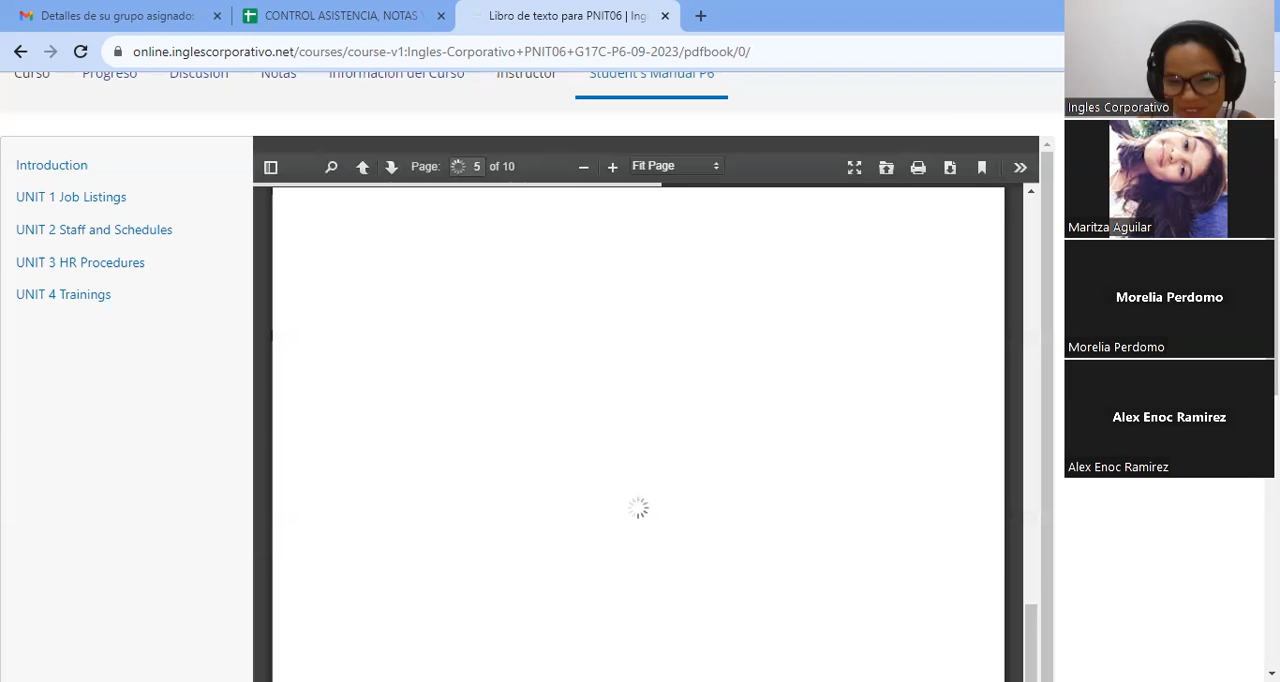 Detalles de su grupo asignado:
CONTROL ASISTENCIA, NOTAS
Libro de texto para PNIT06 | Ing
online.inglescorporativo.net/courses/course-v1:Ingles-Corporativo+PNIT06+G17C-P6-09-2023/pdfbook/0/
Curso
Progreso
Discusión
Notas
Información del Curso
Instructor
Student's Manual P6
Introduction
UNIT 1 Job Listings
UNIT 2 Staff and Schedules
UNIT 3 HR Procedures
UNIT 4 Trainings
Page: 5 of 10
Fit Page
Ingles Corporativo
Maritza Aguilar
Morelia Perdomo
Morelia Perdomo
Alex Enoc Ramirez
Alex Enoc Ramirez